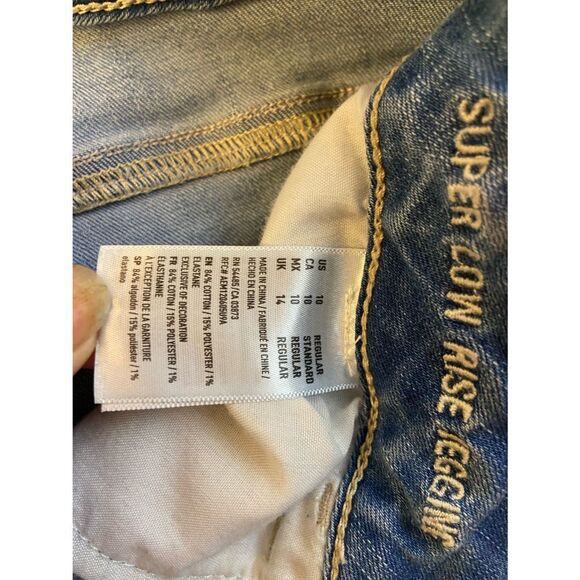 US 10 REGULAR
CA 10 STANDARD
MX 10 REGULAR
UK 14 REGULAR
MADE IN CHINA / FABRIQUÉ EN CHINE /
HECHO EN CHINA
RN 54485/CA 03873
EXCLUSIVE OF DECORATION
EN 84% COTTON / 15% POLYESTER / 1%
ELASTANE
FR 84% COTON / 15% POLYESTER / 1%
ÉLASTHANNE
À L'EXCEPTION DE LA GARNITURE
SP 84% algodón / 15% poliéster / 1%
elastano
SUPER LOW RISE JEGGING